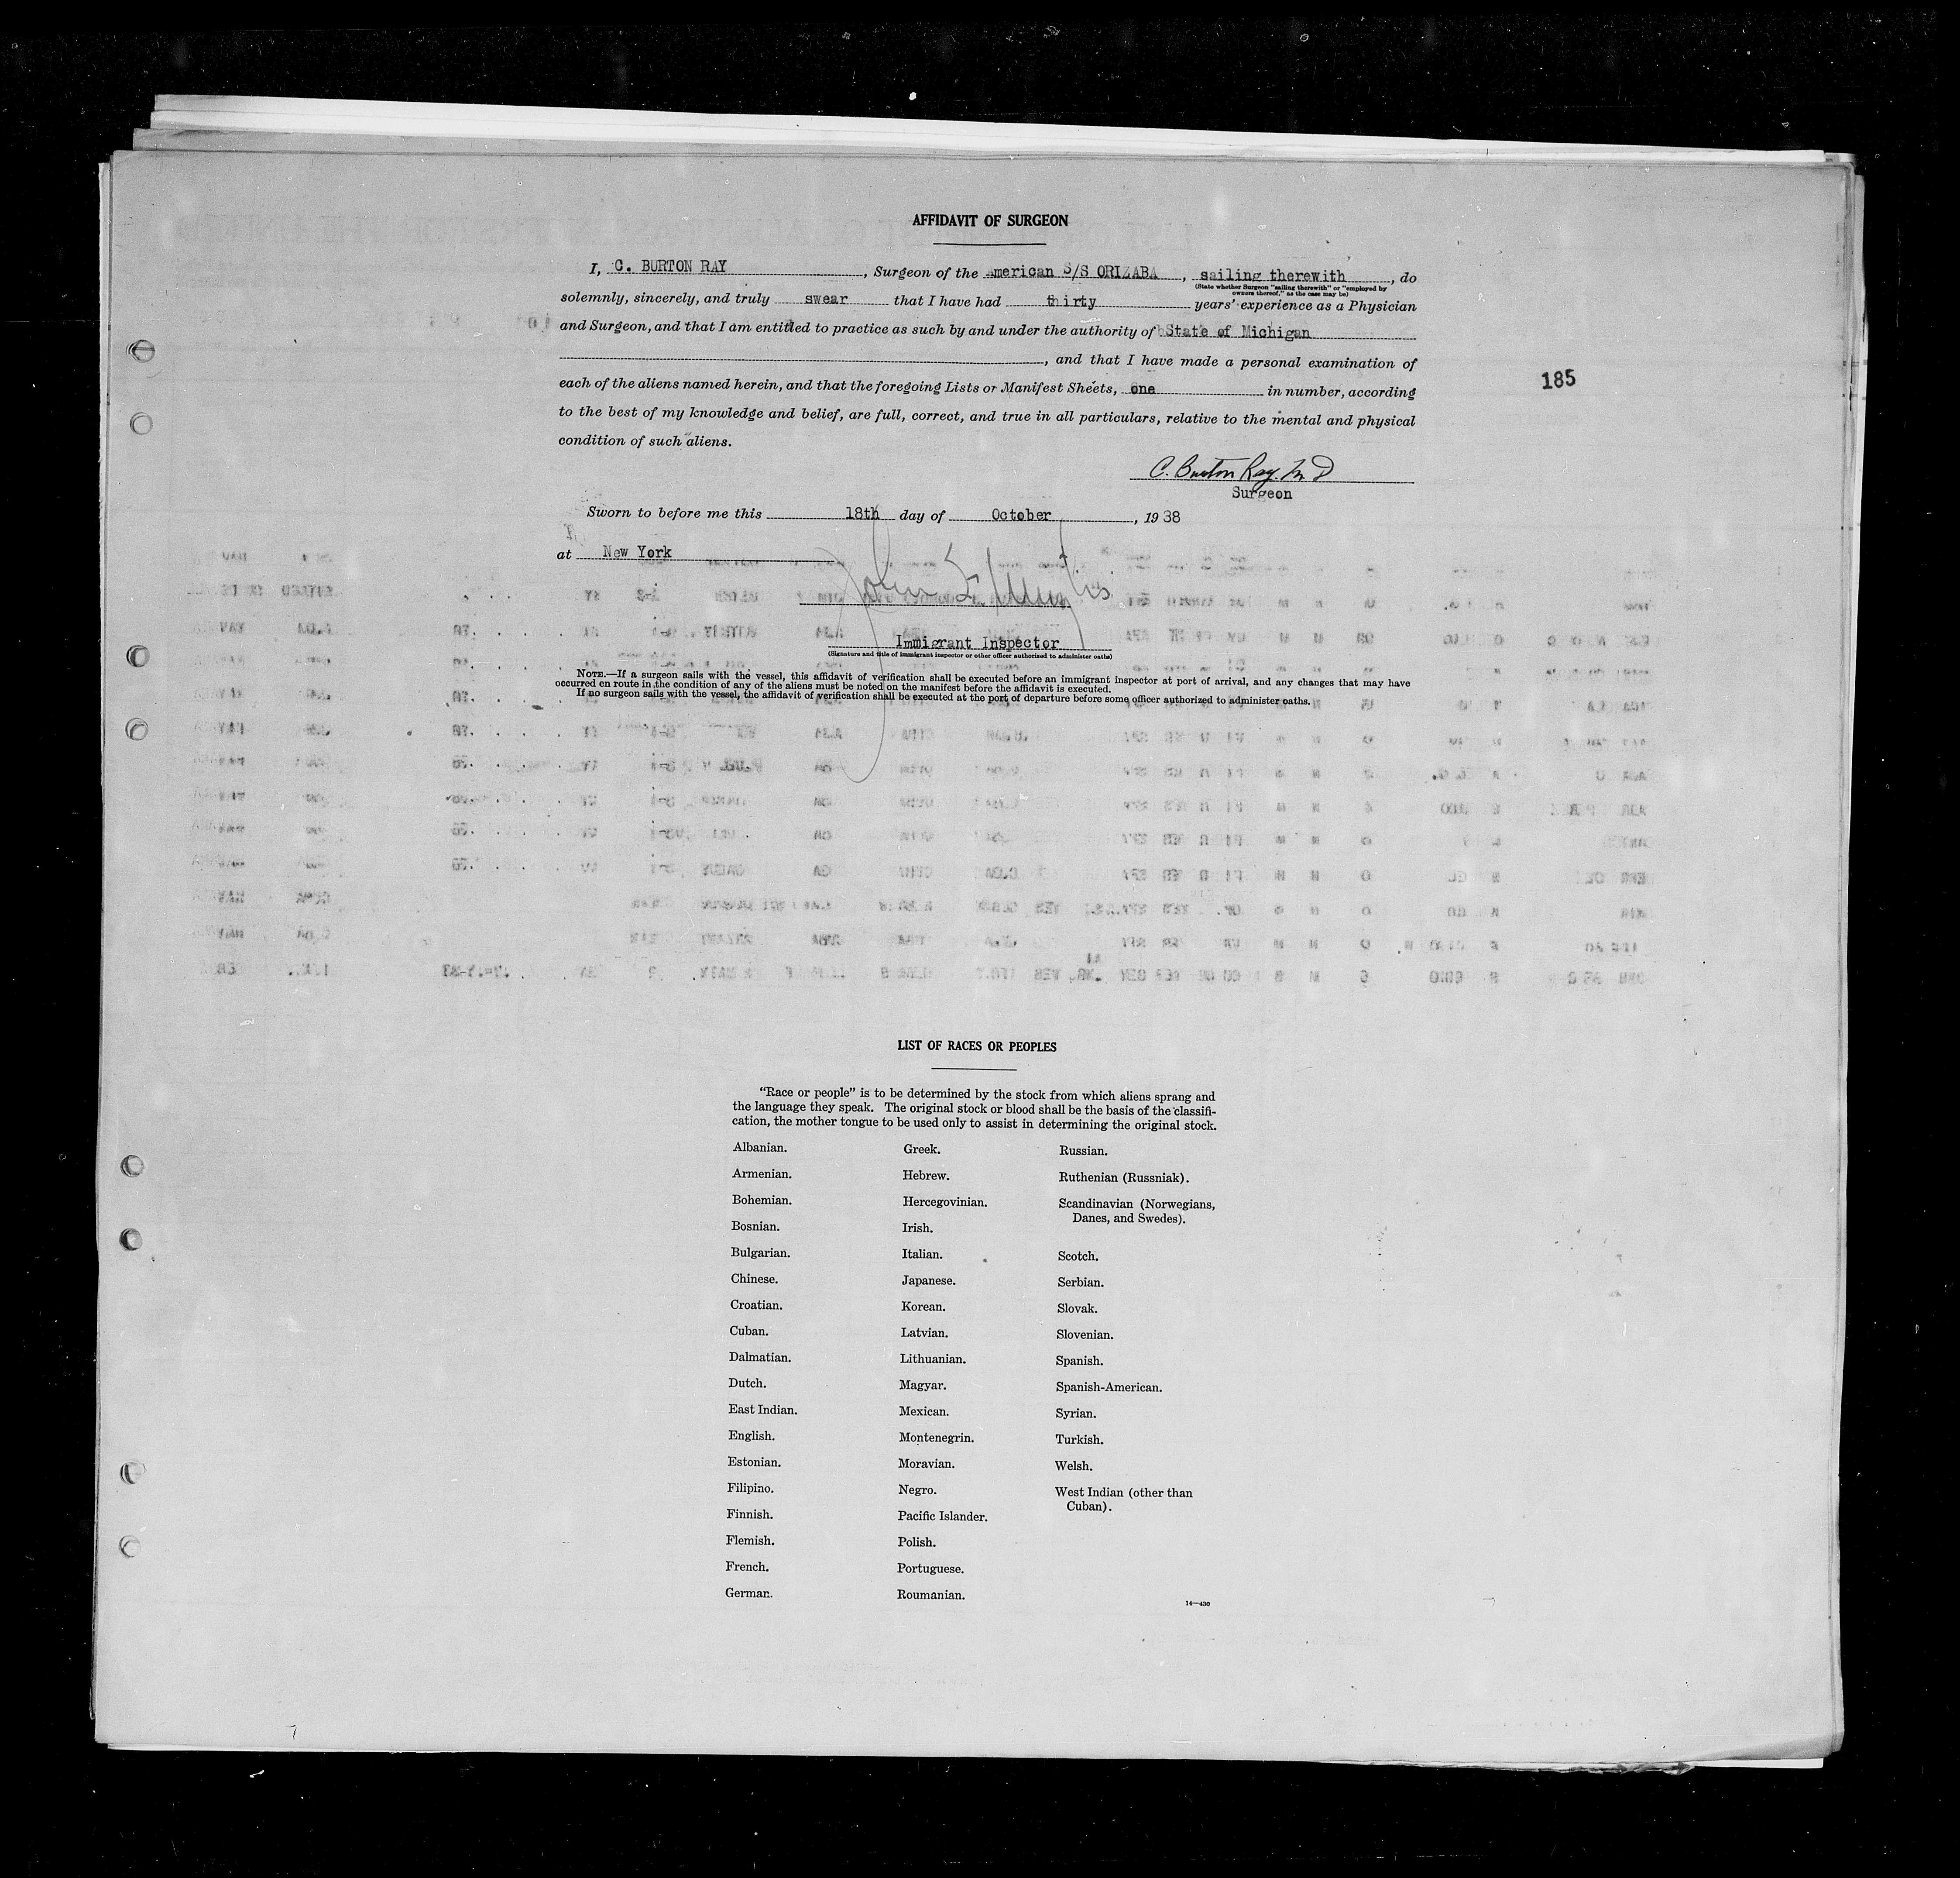 AFFIDAVIT OF SURGEON
I, C. BURTON RAY, Surgeon of the American S/S ORIZABA, sailing therewith, do
(State whether Surgeon "sailing therewith" or "employed by
owners thereof," as the case may be)
solemnly, sincerely, and truly swear that I have had thirty years' experience as a Physician
and Surgeon, and that I am entitled to practice as such by and under the authority of State of Michigan
, and that I have made a personal examination of
185
each of the aliens named herein, and that the foregoing Lists or Manifest Sheets, one in number, according
to the best of my knowledge and belief, are full, correct, and true in all particulars, relative to the mental and physical
condition of such aliens.
C. Burton Ray. M D
Surgeon
Sworn to before me this 18th day of October, 1938
at New York
John
Immigrant Inspector
(Signature and title of immigrant inspector or other officer authorized to administer oaths)
NOTE.—If a surgeon sails with the vessel, this affidavit of verification shall be executed before an immigrant inspector at port of arrival, and any changes that may have
occurred en route in the condition of any of the aliens must be noted on the manifest before the affidavit is executed.
If no surgeon sails with the vessel, the affidavit of verification shall be executed at the port of departure before some officer authorized to administer oaths.
LIST OF RACES OR PEOPLES
"Race or people" is to be determined by the stock from which aliens sprang and
the language they speak. The original stock or blood shall be the basis of the classifi-
cation, the mother tongue to be used only to assist in determining the original stock.
Albanian.
Armenian.
Bohemian.
Bosnian.
Bulgarian.
Chinese.
Croatian.
Cuban.
Dalmatian.
Dutch.
East Indian.
English.
Estonian.
Filipino.
Finnish.
Flemish.
French.
German.
Greek.
Hebrew.
Hercegovinian.
Irish.
Italian.
Japanese.
Korean.
Latvian.
Lithuanian.
Magyar.
Mexican.
Montenegrin.
Moravian.
Negro.
Pacific Islander.
Polish.
Portuguese.
Roumanian.
Russian.
Ruthenian (Russniak).
Scandinavian (Norwegians,
Danes, and Swedes).
Scotch.
Serbian.
Slovak.
Slovenian.
Spanish.
Spanish-American.
Syrian.
Turkish.
Welsh.
West Indian (other than
Cuban).
14—430